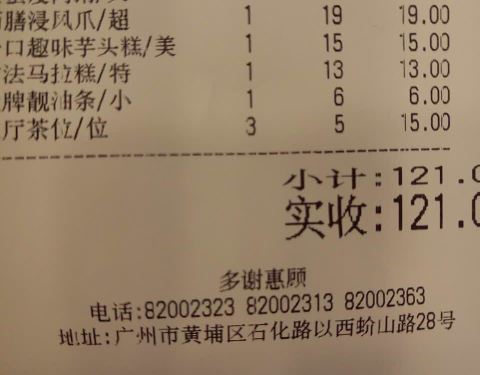 膳浸凤爪/超 1 19 19.00
口趣味芋头糕/美 1 15 15.00
法马拉糕/特 1 13 13.00
牌靓油条/小 1 6 6.00
厅茶位/位 3 5 15.00
小计:121.0
实收:121.0
多谢惠顾
电话:82002323 82002313 82002363
地址:广州市黄埔区石化路以西蚧山路28号